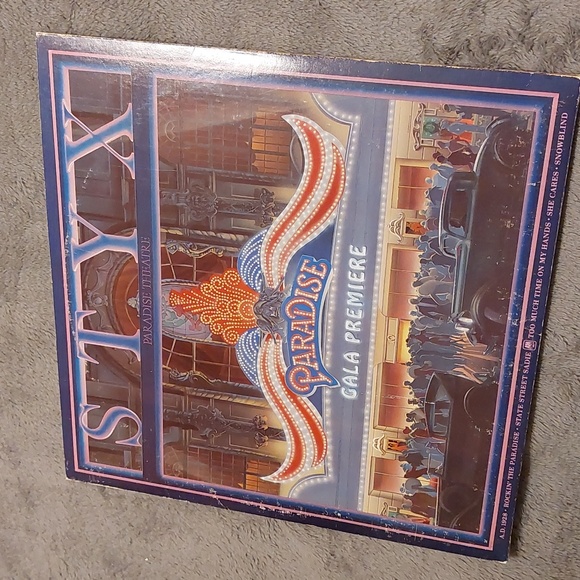 STYX
PARADISE THEATRE
PARADISE
GALA PREMIERE
A.D. 1928 • ROCKIN' THE PARADISE • STATE STREET SADIE TOO MUCH TIME ON MY HANDS • SHE CARES • SNOWBLIND